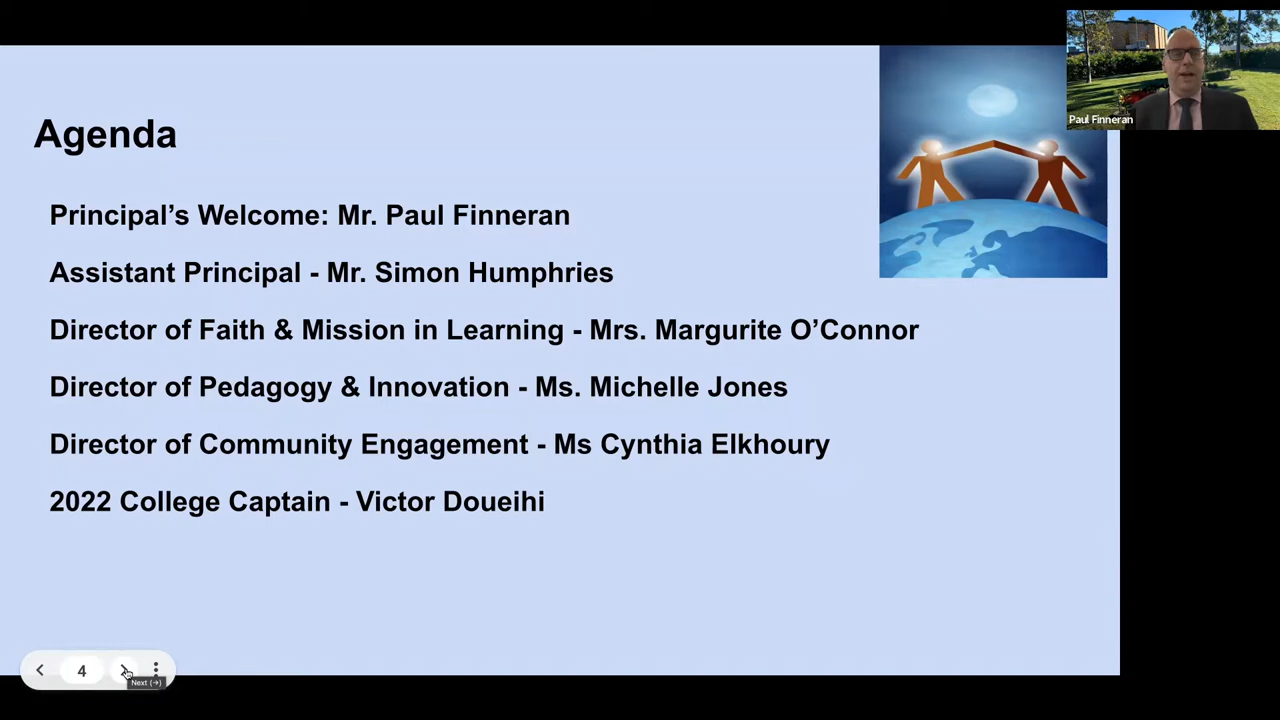 Agenda
Principal's Welcome: Mr. Paul Finneran
Assistant Principal - Mr. Simon Humphries
Director of Faith & Mission in Learning - Mrs. Margurite O’Connor
Director of Pedagogy & Innovation - Ms. Michelle Jones
Director of Community Engagement - Ms Cynthia Elkhoury
2022 College Captain - Victor Doueihi
Paul Finneran
4
Next (→)